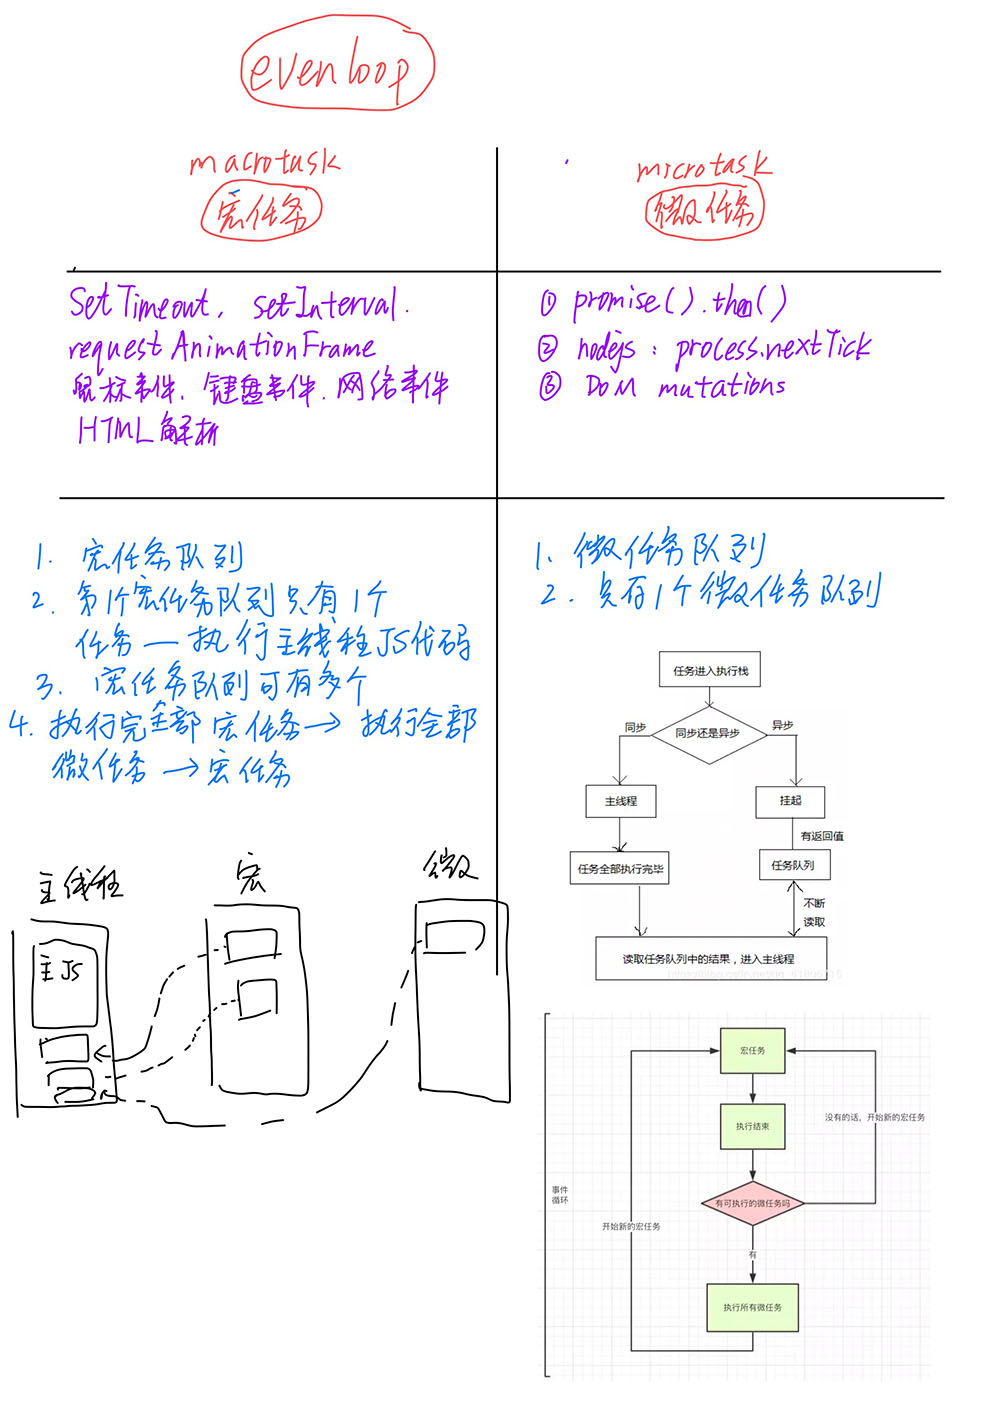 evenloop
macrotask
宏任务
microtask
微任务
SetTimeout, setInterval.
requestAnimationFrame
鼠标事件、键盘事件.网络事件
HTML解析
① promise().then()
② nodejs: process.nextTick
③ DOM mutations
1. 宏任务队列
2. 第1个宏任务队列只有1个
任务—执行主线程JS代码
3. 宏任务队列可有多个
4. 执行完全部宏任务→执行全部
微任务→宏任务
1、微任务队列
2. 只有1个微任务队列
任务进入执行栈
同步还是异步
同步
异步
主线程
挂起
有返回值
任务全部执行完毕
任务队列
不断
读取
读取任务队列中的结果，进入主线程
主线程
宏
微
主JS
宏任务
执行结束
没有的话，开始新的宏任务
事件
循环
有可执行的微任务吗
开始新的宏任务
有
执行所有微任务